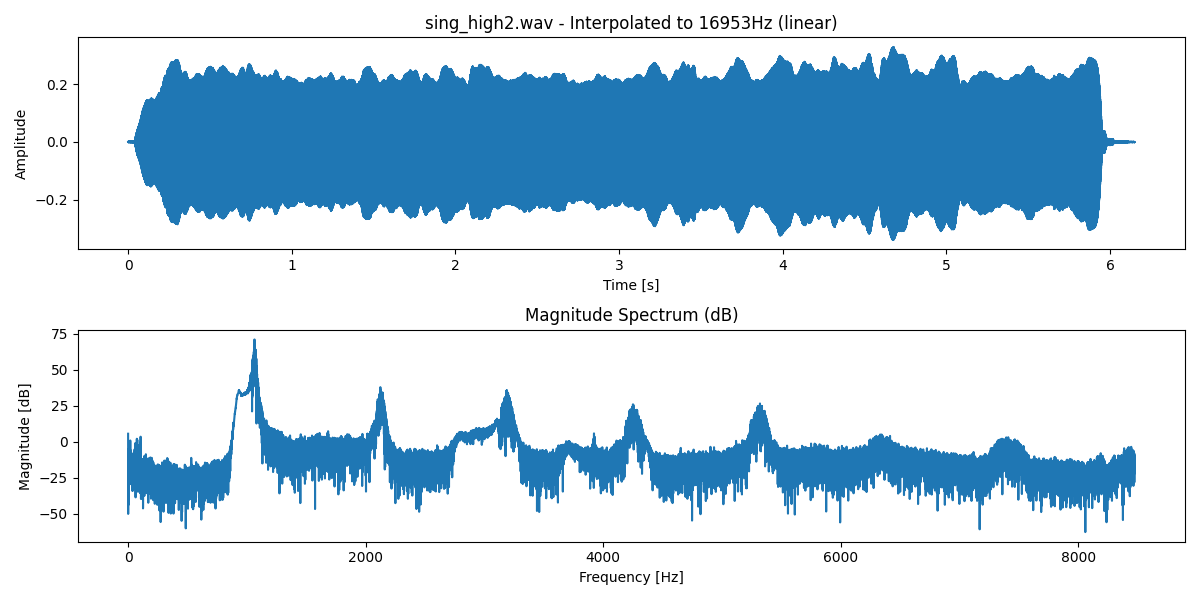 sing_high2.wav - Interpolated to 16953Hz (linear)
Amplitude
0.2
0.0
−0.2
0 1 2 3 4 5 6
Time [s]
Magnitude Spectrum (dB)
Magnitude [dB]
75
50
25
0
−25
−50
0 2000 4000 6000 8000
Frequency [Hz]